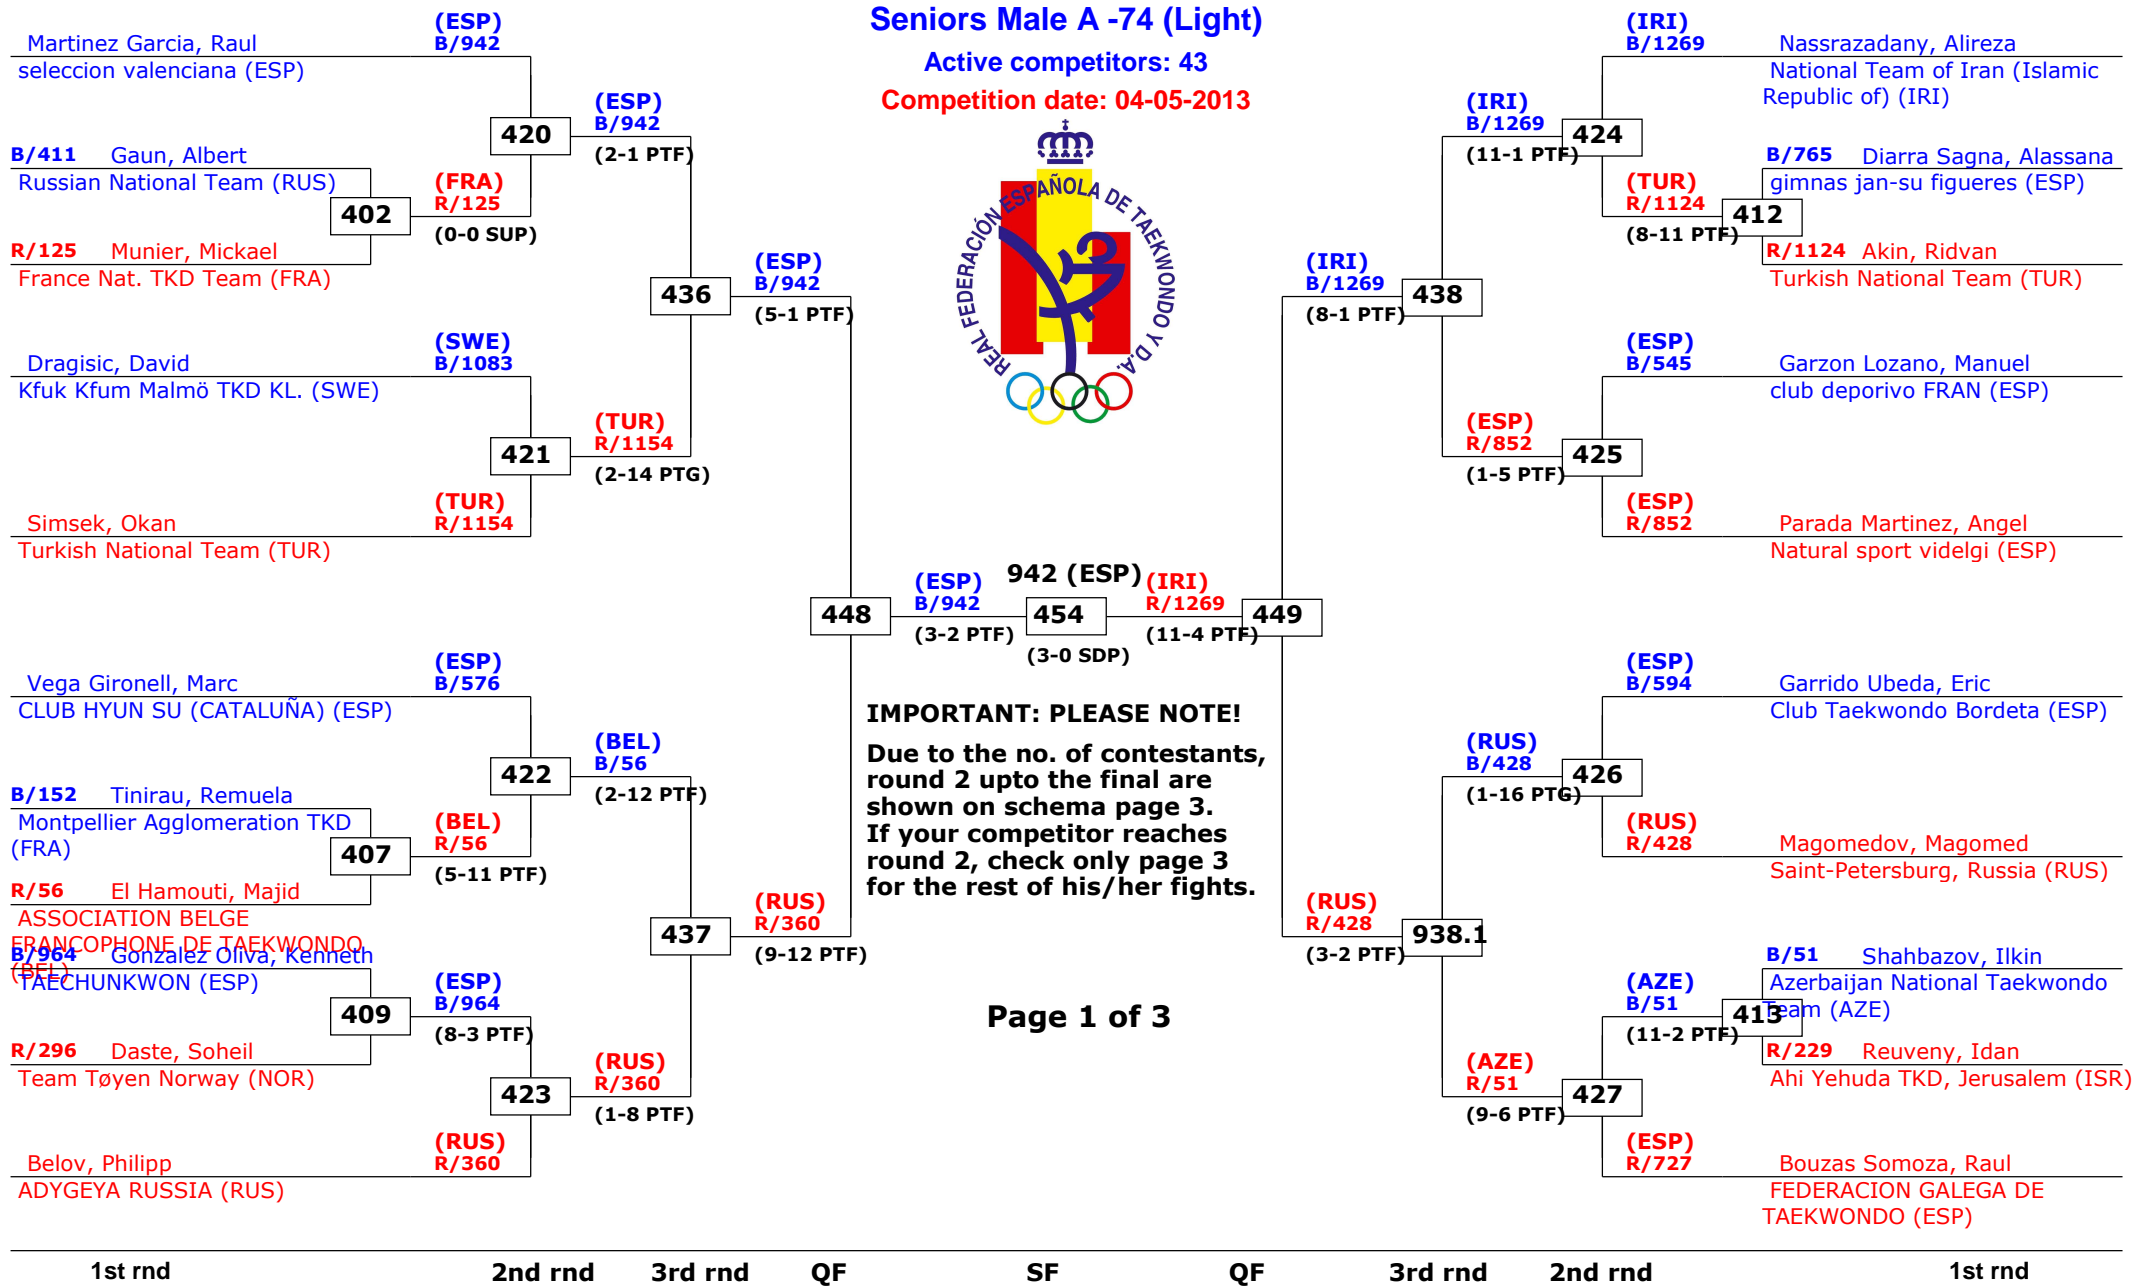 Seniors Male A -74 (Light)
Active competitors: 43
Competition date: 04-05-2013
REAL FEDERACIÓN ESPAÑOLA DE TAEKWONDO Y D.A.
Martinez Garcia, Raul
seleccion valenciana (ESP)
(ESP)
B/942
B/411 Gaun, Albert
Russian National Team (RUS)
402
R/125 Munier, Mickael
France Nat. TKD Team (FRA)
(FRA)
R/125
(0-0 SUP)
420
(ESP)
B/942
(2-1 PTF)
Dragisic, David
Kfuk Kfum Malmö TKD KL. (SWE)
(SWE)
B/1083
Simsek, Okan
Turkish National Team (TUR)
(TUR)
R/1154
421
(TUR)
R/1154
(2-14 PTG)
436
(ESP)
B/942
(5-1 PTF)
Vega Gironell, Marc
CLUB HYUN SU (CATALUÑA) (ESP)
(ESP)
B/576
B/152 Tinirau, Remuela
Montpellier Agglomeration TKD
(FRA)
407
R/56 El Hamouti, Majid
ASSOCIATION BELGE
FRANCOPHONE DE TAEKWONDO
(BEL)
(BEL)
R/56
(5-11 PTF)
422
(BEL)
B/56
(2-12 PTF)
B/964 Gonzalez Oliva, Kenneth
TAECHUNKWON (ESP)
409
R/296 Daste, Soheil
Team Tøyen Norway (NOR)
(ESP)
B/964
(8-3 PTF)
Belov, Philipp
ADYGEYA RUSSIA (RUS)
(RUS)
R/360
423
(RUS)
R/360
(1-8 PTF)
437
(RUS)
R/360
(9-12 PTF)
448
(ESP)
B/942
(3-2 PTF)
942 (ESP)
454
(3-0 SDP)
(IRI)
R/1269
(11-4 PTF)
449
IMPORTANT: PLEASE NOTE!
Due to the no. of contestants,
round 2 upto the final are
shown on schema page 3.
If your competitor reaches
round 2, check only page 3
for the rest of his/her fights.
Page 1 of 3
(IRI)
B/1269
(8-1 PTF)
438
(IRI)
B/1269
(11-1 PTF)
424
(IRI)
B/1269
Nassrazadany, Alireza
National Team of Iran (Islamic
Republic of) (IRI)
(TUR)
R/1124
(8-11 PTF)
412
B/765 Diarra Sagna, Alassana
gimnas jan-su figueres (ESP)
R/1124 Akin, Ridvan
Turkish National Team (TUR)
(ESP)
R/852
(1-5 PTF)
425
(ESP)
B/545
Garzon Lozano, Manuel
club deporivo FRAN (ESP)
(ESP)
R/852
Parada Martinez, Angel
Natural sport videlgi (ESP)
(RUS)
R/428
(3-2 PTF)
938.1
(RUS)
B/428
(1-16 PTG)
426
(ESP)
B/594
Garrido Ubeda, Eric
Club Taekwondo Bordeta (ESP)
(RUS)
R/428
Magomedov, Magomed
Saint-Petersburg, Russia (RUS)
(AZE)
R/51
(9-6 PTF)
427
(AZE)
B/51
(11-2 PTF)
413
B/51 Shahbazov, Ilkin
Azerbaijan National Taekwondo
Team (AZE)
R/229 Reuveny, Idan
Ahi Yehuda TKD, Jerusalem (ISR)
(ESP)
R/727
Bouzas Somoza, Raul
FEDERACION GALEGA DE
TAEKWONDO (ESP)
1st rnd 2nd rnd 3rd rnd QF SF QF 3rd rnd 2nd rnd 1st rnd